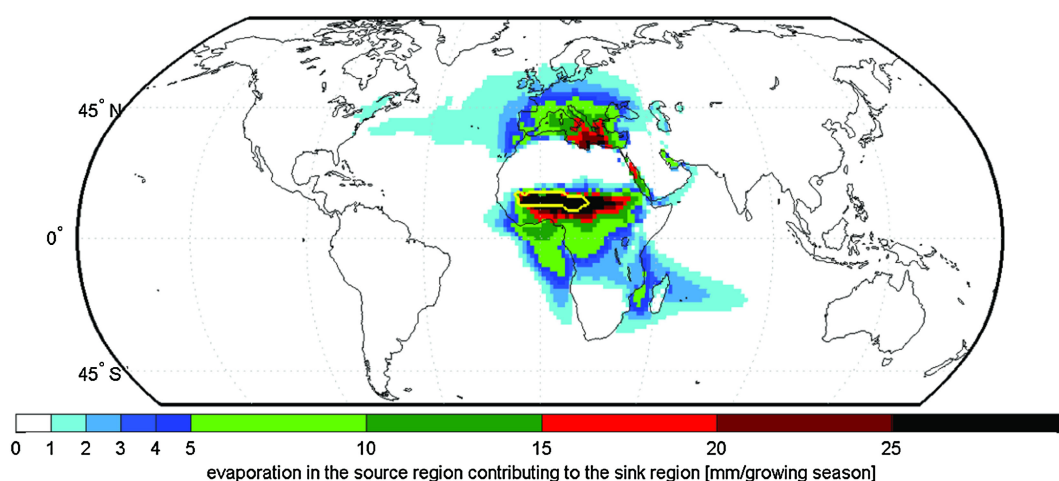 45° N
0°
45° S
0 1 2 3 4 5 10 15 20 25
evaporation in the source region contributing to the sink region [mm/growing season]